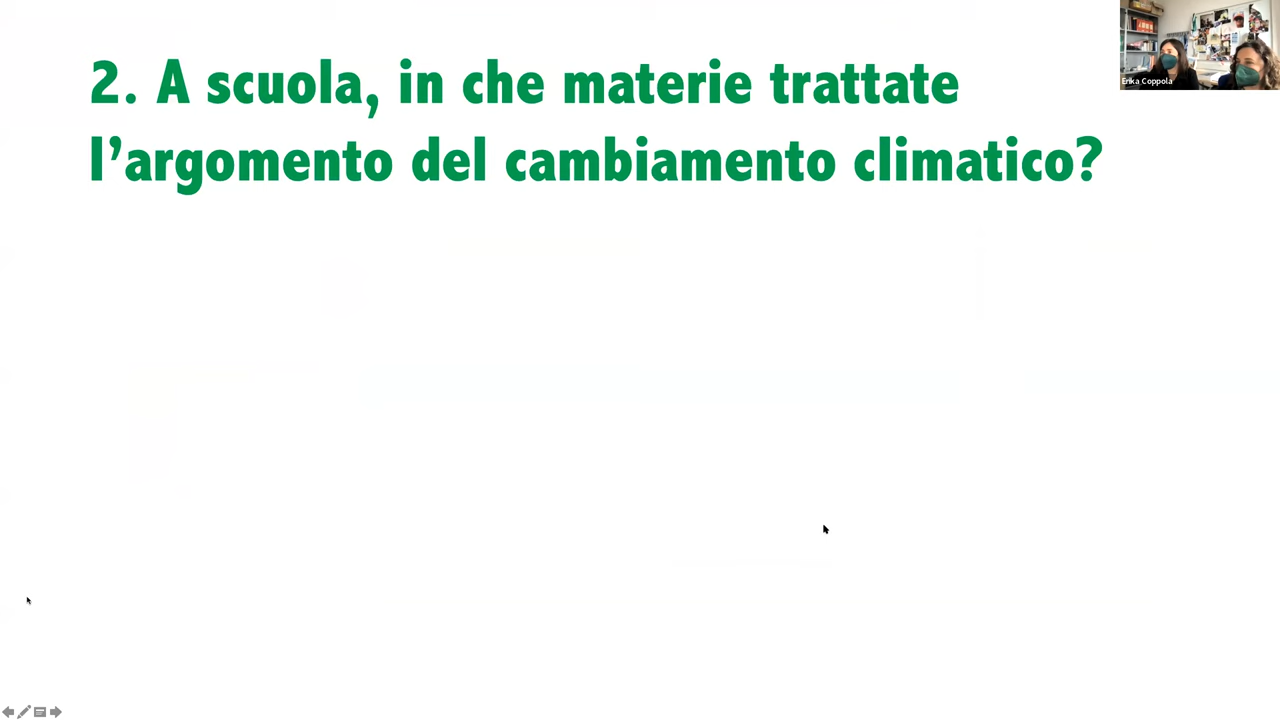 2. A scuola, in che materie trattate
l’argomento del cambiamento climatico?
Erika Coppola